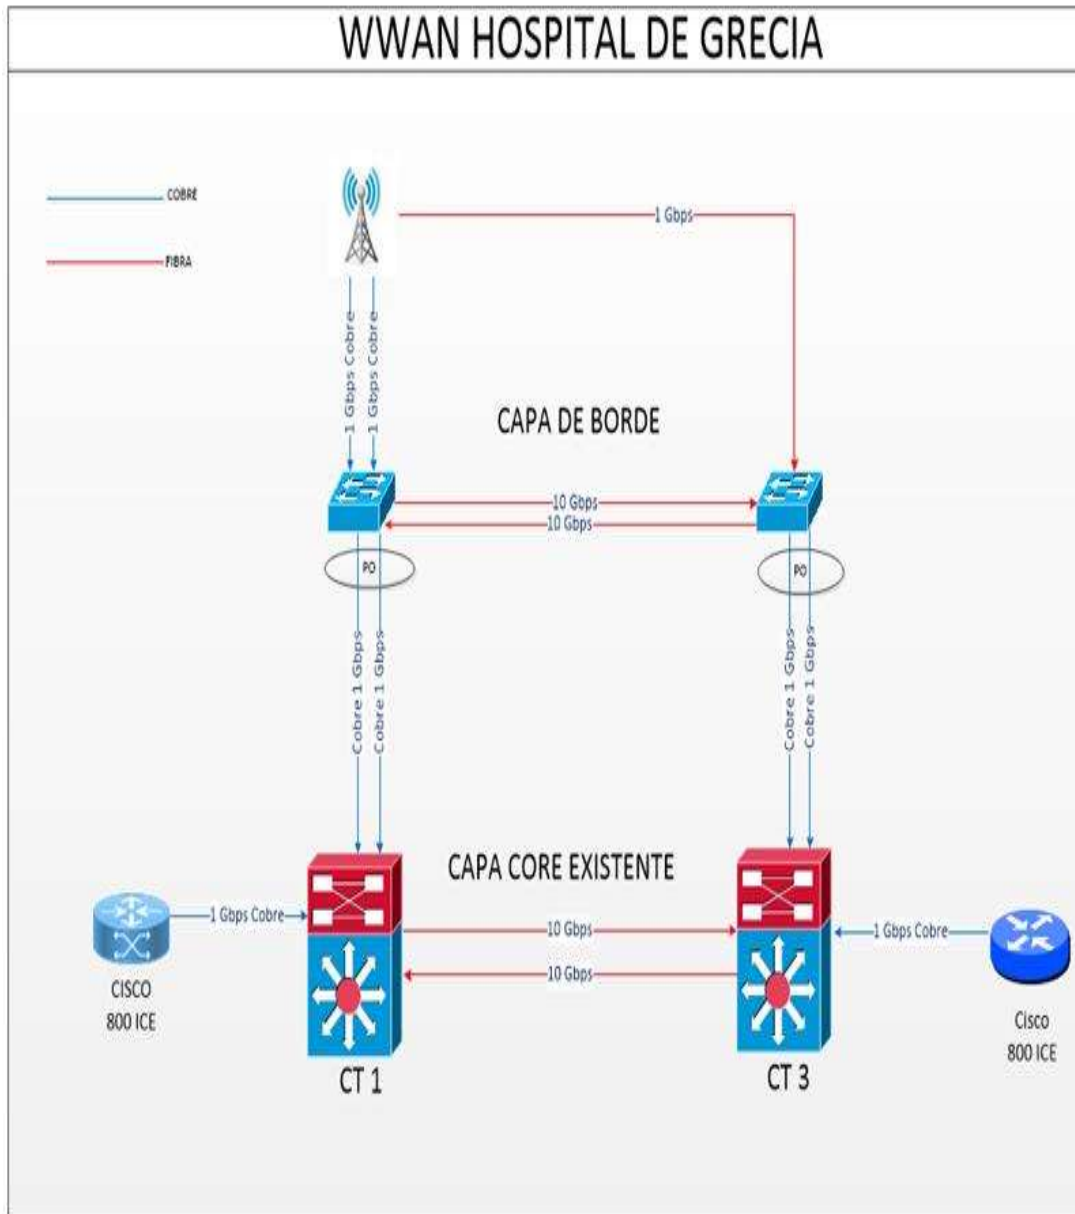 WWAN HOSPITAL DE GRECIA
COBRE
FIBRA
1 Gbps
1 Gbps Cobre
1 Gbps Cobre
CAPA DE BORDE
10 Gbps
10 Gbps
PO
PO
Cobre 1 Gbps
Cobre 1 Gbps
Cobre 1 Gbps
Cobre 1 Gbps
CAPA CORE EXISTENTE
1 Gbps Cobre
10 Gbps
10 Gbps
1 Gbps Cobre
CISCO
800 ICE
Cisco
800 ICE
CT 1
CT 3